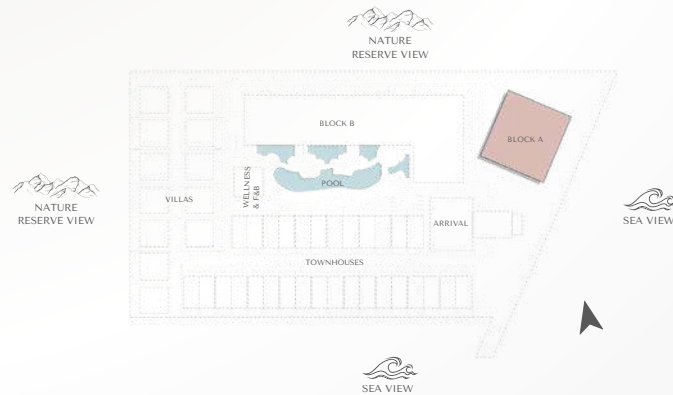 NATURE
RESERVE VIEW
BLOCK B
BLOCK A
POOL
WELLNESS
& F&B
VILLAS
NATURE
RESERVE VIEW
SEA VIEW
ARRIVAL
TOWNHOUSES
SEA VIEW